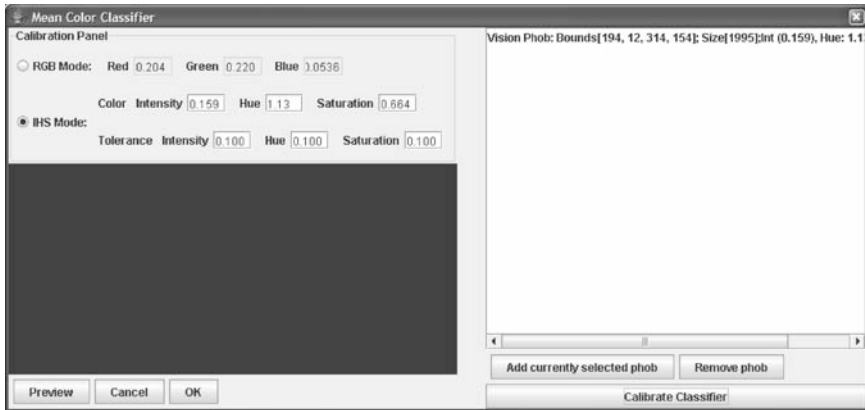 Mean Color Classifier
Calibration Panel
RGB Mode: Red 0.204 Green 0.220 Blue 0.0536
Color Intensity 0.159 Hue 1.13 Saturation 0.664
IHS Mode:
Tolerance Intensity 0.100 Hue 0.100 Saturation 0.100
Preview Cancel OK
Vision Phob: Bounds[194, 12, 314, 154]; Size[1995];Int (0.159), Hue: 1.1
Add currently selected phob Remove phob
Calibrate Classifier